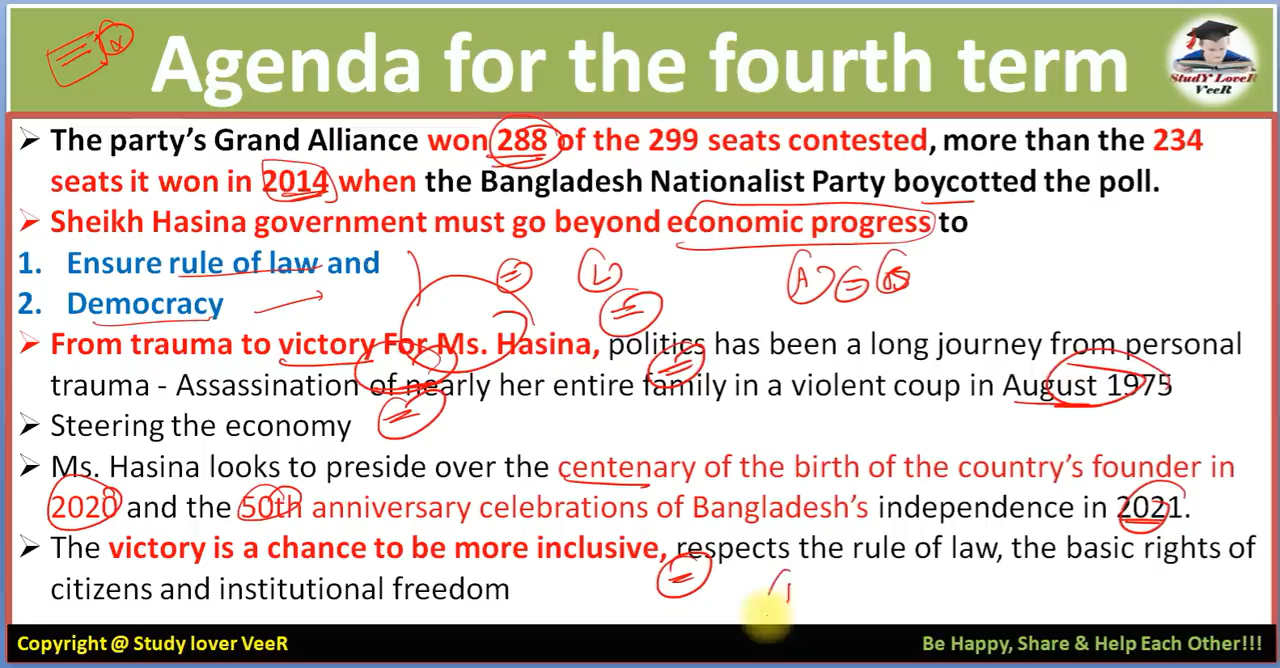 Agenda for the fourth term
StudY LoveR
VeeR
➢ The party's Grand Alliance won 288 of the 299 seats contested, more than the 234
seats it won in 2014 when the Bangladesh Nationalist Party boycotted the poll.
➢ Sheikh Hasina government must go beyond economic progress to
1. Ensure rule of law and
2. Democracy
➢ From trauma to victory For Ms. Hasina, politics has been a long journey from personal
trauma - Assassination of nearly her entire family in a violent coup in August 1975
➢ Steering the economy
➢ Ms. Hasina looks to preside over the centenary of the birth of the country's founder in
2020 and the 50th anniversary celebrations of Bangladesh's independence in 2021.
➢ The victory is a chance to be more inclusive, respects the rule of law, the basic rights of
citizens and institutional freedom
Copyright @ Study lover VeeR
Be Happy, Share & Help Each Other!!!